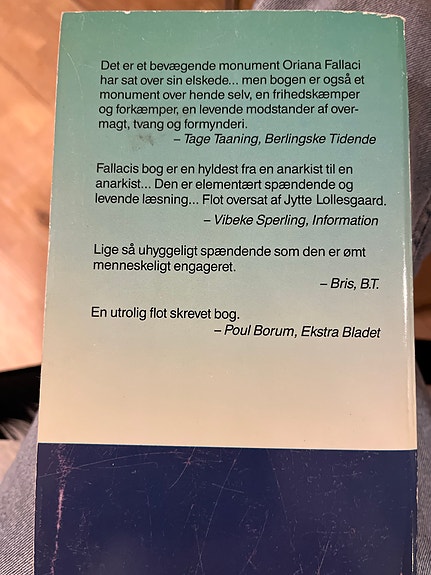 Det er et bevægende monument Oriana Fallaci
har sat over sin elskede... men bogen er også et
monument over hende selv, en frihedskæmper
og forkæmper, en levende modstander af over-
magt, tvang og formynderi.
– Tage Taaning, Berlingske Tidende
Fallacis bog er en hyldest fra en anarkist til en
anarkist... Den er elementært spændende og
levende læsning... Flot oversat af Jytte Lollesgaard.
– Vibeke Sperling, Information
Lige så uhyggeligt spændende som den er ømt
menneskeligt engageret.
– Bris, B.T.
En utrolig flot skrevet bog.
– Poul Borum, Ekstra Bladet